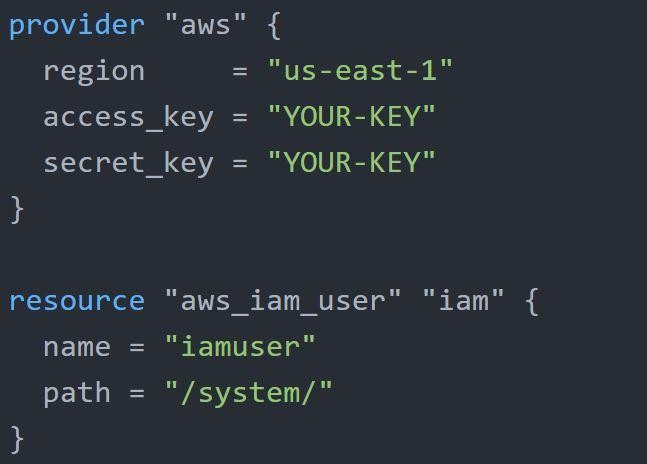 provider "aws" {
  region     = "us-east-1"
  access_key = "YOUR-KEY"
  secret_key = "YOUR-KEY"
}

resource "aws_iam_user" "iam" {
  name = "iamuser"
  path = "/system/"
}